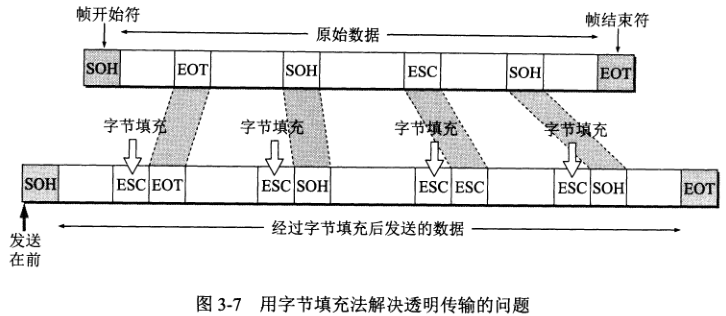 帧开始符
帧结束符
原始数据
SOH EOT SOH ESC SOH EOT
字节填充 字节填充 字节填充 字节填充
SOH ESC EOT ESC SOH ESC ESC ESC SOH EOT
发送
在前
经过字节填充后发送的数据
图 3-7 用字节填充法解决透明传输的问题